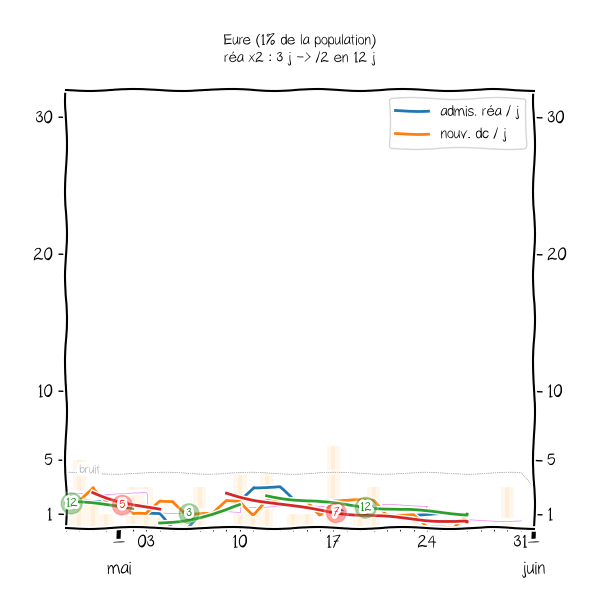 Eure (1% de la population)
réa x2 : 3 j -> /2 en 12 j
admis. réa / j
nouv. dc / j
30 30
20 20
10 10
5 5
bruit
12 5 3 7 12
1 1
03 10 17 24 31
mai juin